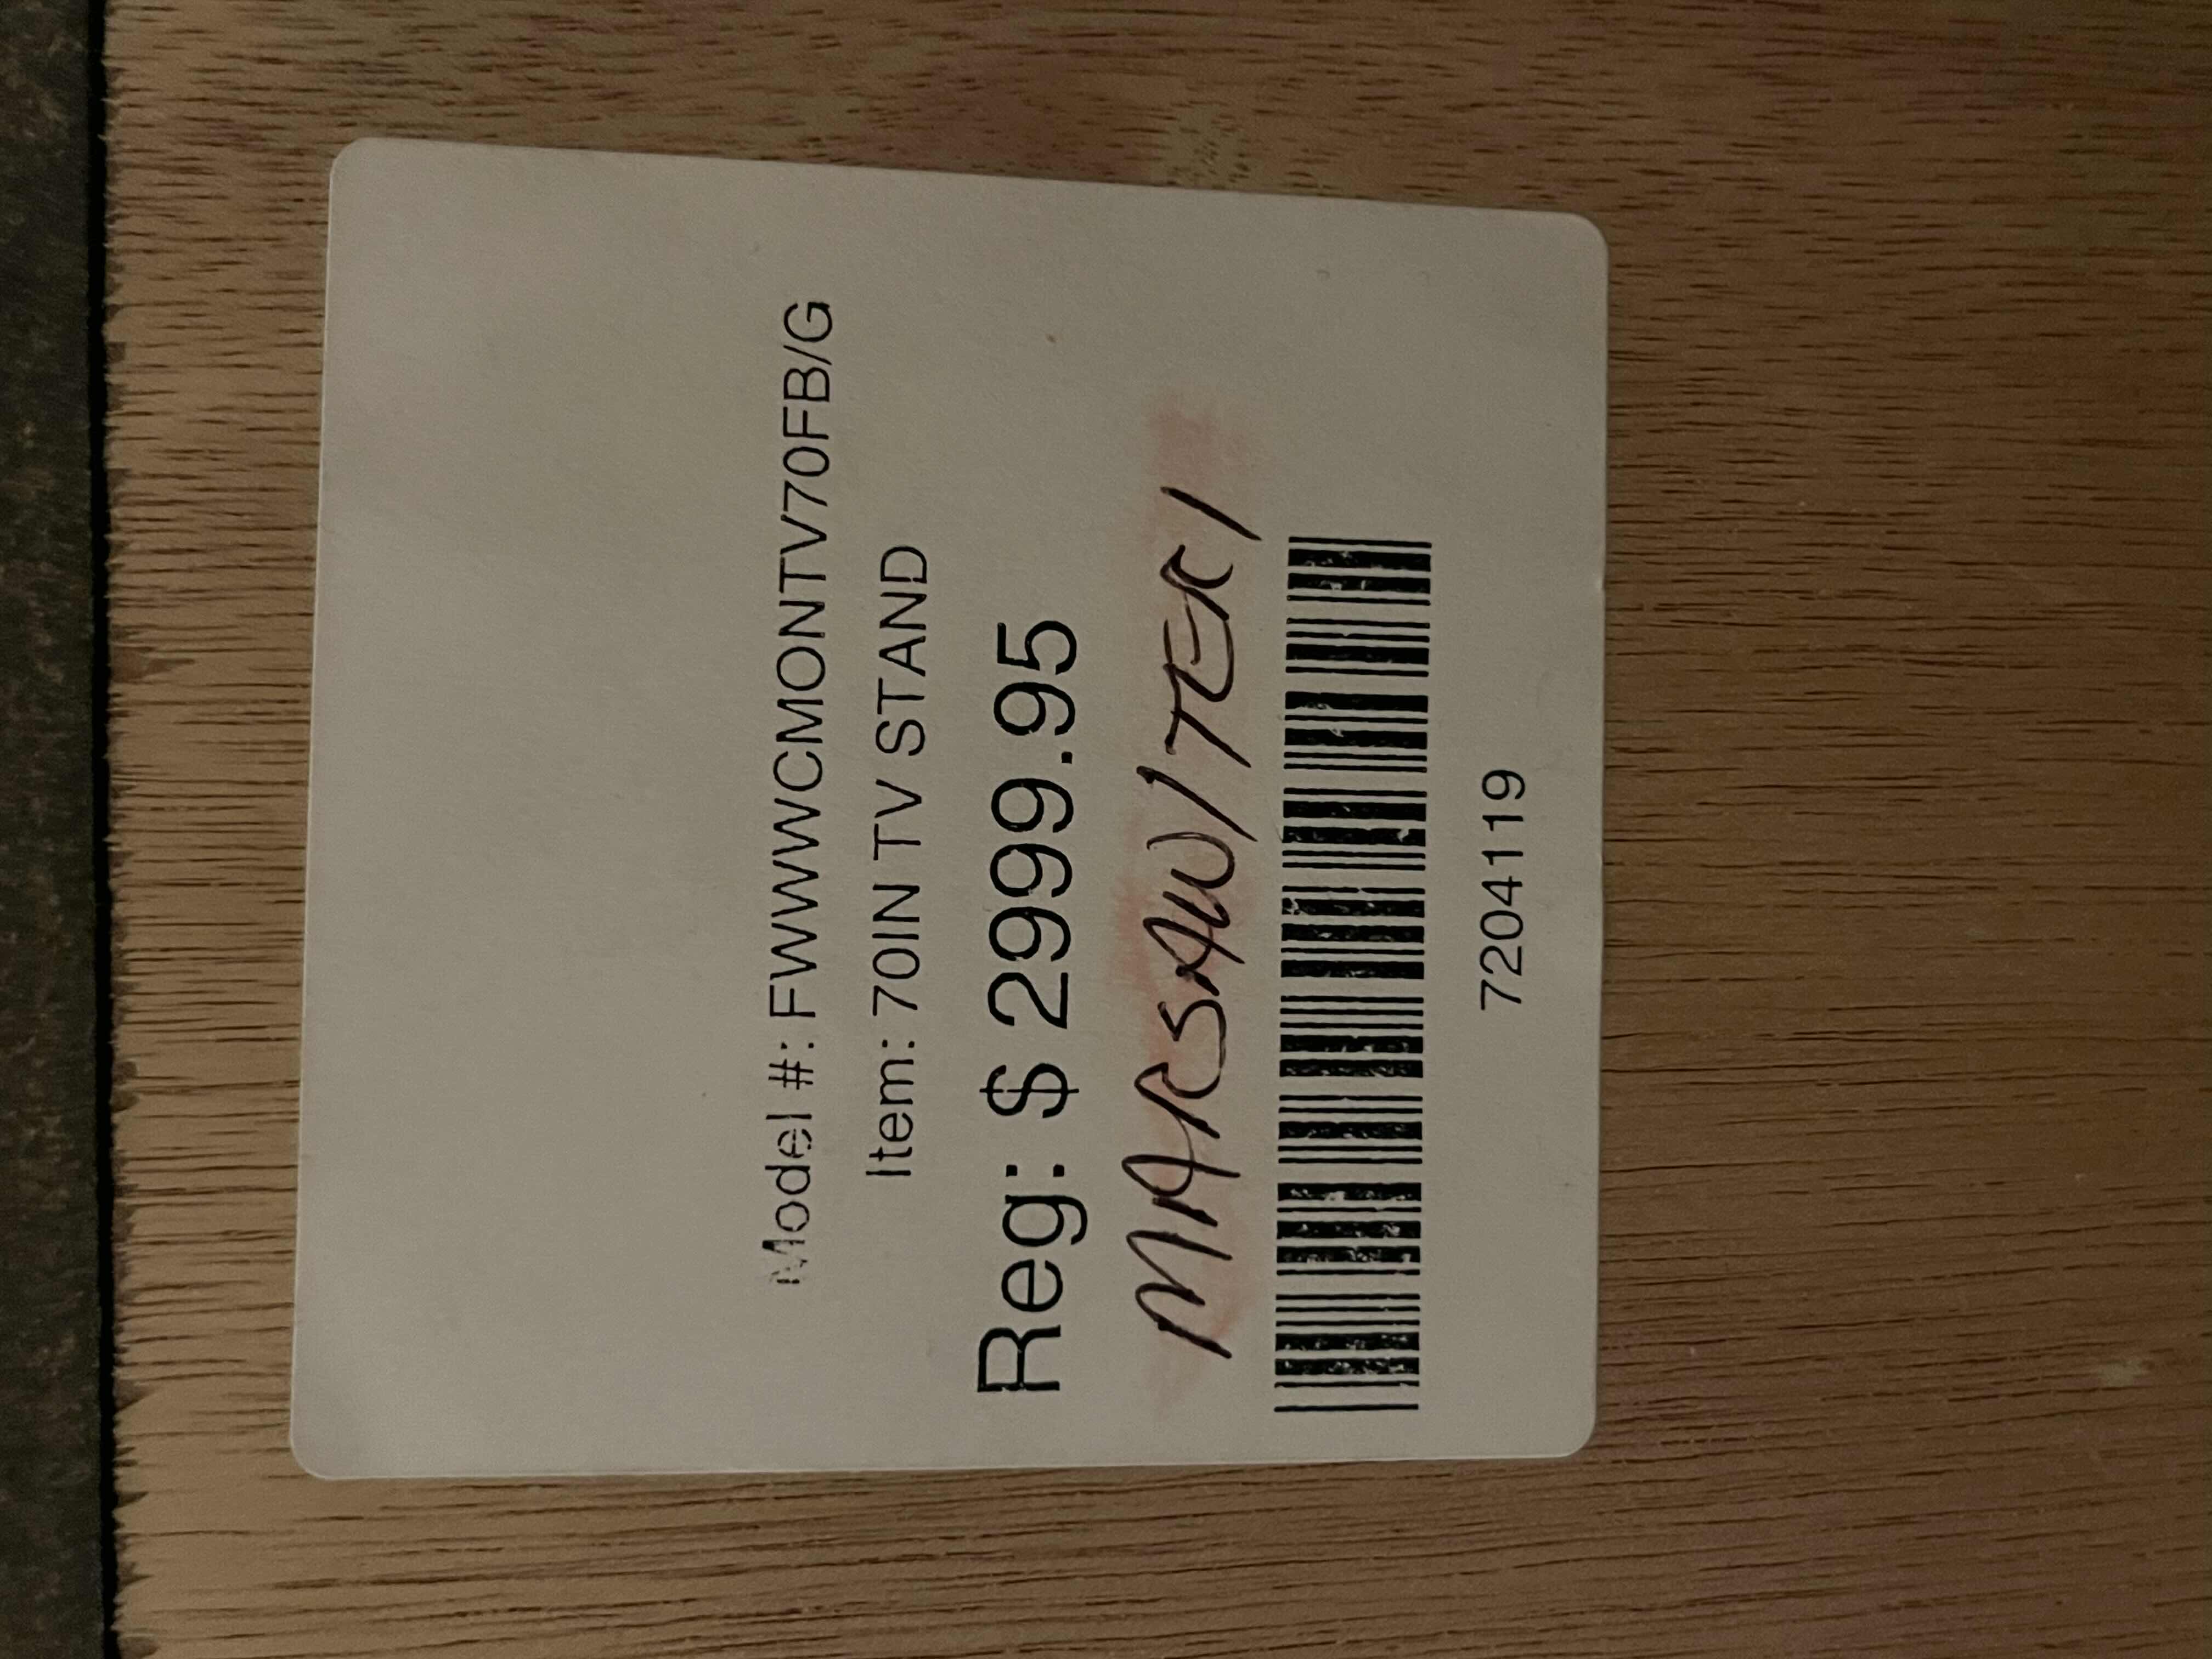 Model #: FWWWCMONTV70FB/G
Item: 70IN TV STAND
Reg: $ 2999.95
7204119